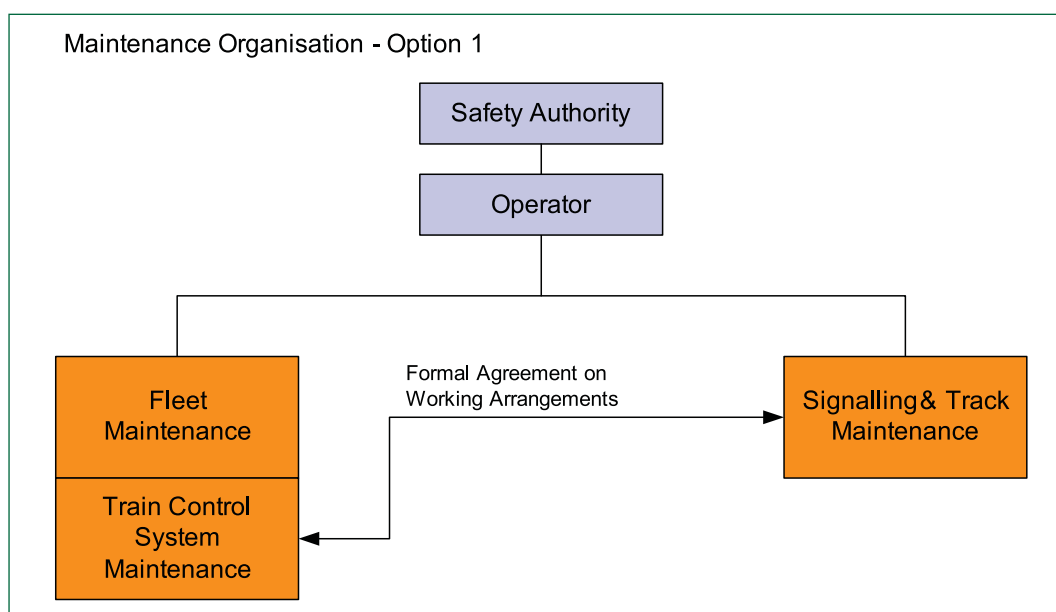 Maintenance Organisation - Option 1
Safety Authority
Operator
Fleet
Maintenance
Formal Agreement on
Working Arrangements
Signalling & Track
Maintenance
Train Control
System
Maintenance